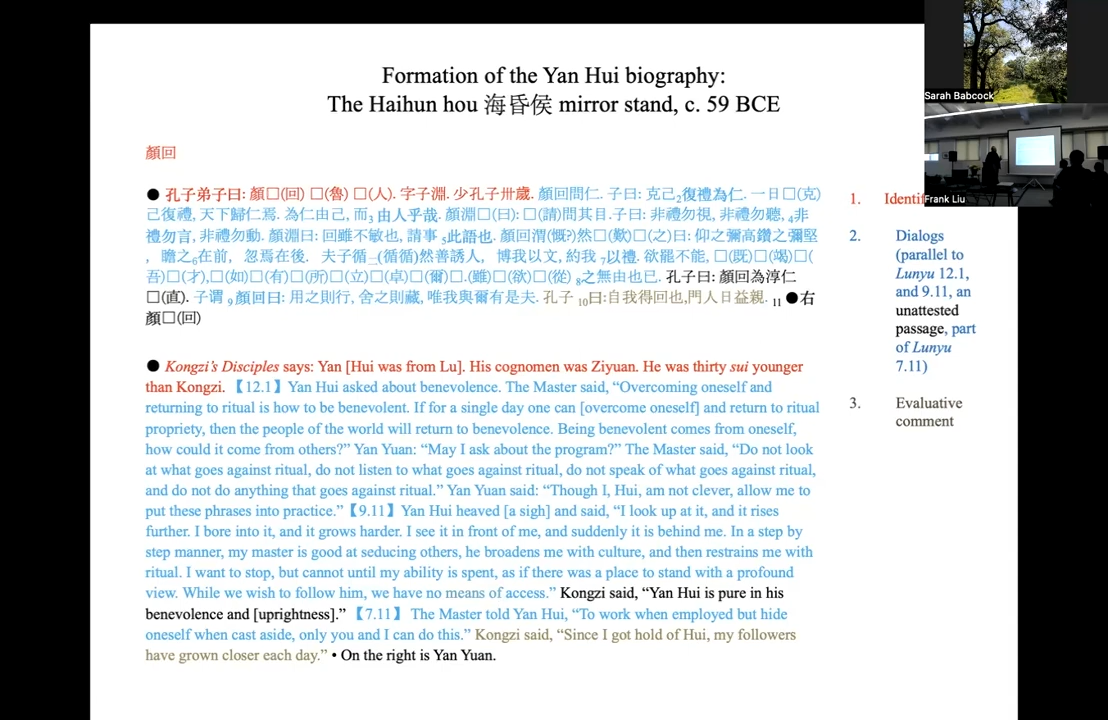 Formation of the Yan Hui biography:
The Haihun hou 海昏侯 mirror stand, c. 59 BCE
顏回
● 孔子弟子曰: 顏□(回) □(魯) □(人). 字子淵. 少孔子卅歲. 顏回問仁. 子曰: 克己₂復禮為仁. 一日□(克)
己復禮, 天下歸仁焉. 為仁由己, 而₃ 由人乎哉. 顏淵□(曰): □(請)問其目.子曰: 非禮勿視, 非禮勿聽, ₄非
禮勿言, 非禮勿動. 顏淵曰: 回雖不敏也, 請事 ₅此語也. 顏回渭(慨?)然□(歎)□(之)曰: 仰之彌高鑽之彌堅
, 瞻之₆在前, 忽焉在後. 夫子循₌(循循)然善誘人, 博我以文, 約我 ₇以禮. 欲罷不能, □(既)□(竭)□(
吾)□(才),□(如)□(有)□(所)□(立)□(卓)□(爾)□.(雖)□(欲)□(從) ₈之無由也已. 孔子曰: 顏回為淳仁
□(直). 子谓 ₉顏回曰: 用之則行, 舍之則藏, 唯我與爾有是夫. 孔子 ₁₀曰:自我得回也,門人日益親. ₁₁ ●右
顏□(回)
● Kongzi's Disciples says: Yan [Hui was from Lu]. His cognomen was Ziyuan. He was thirty sui younger
than Kongzi. 【12.1】Yan Hui asked about benevolence. The Master said, “Overcoming oneself and
returning to ritual is how to be benevolent. If for a single day one can [overcome oneself] and return to ritual
propriety, then the people of the world will return to benevolence. Being benevolent comes from oneself,
how could it come from others?” Yan Yuan: “May I ask about the program?” The Master said, “Do not look
at what goes against ritual, do not listen to what goes against ritual, do not speak of what goes against ritual,
and do not do anything that goes against ritual.” Yan Yuan said: “Though I, Hui, am not clever, allow me to
put these phrases into practice.”【9.11】Yan Hui heaved [a sigh] and said, “I look up at it, and it rises
further. I bore into it, and it grows harder. I see it in front of me, and suddenly it is behind me. In a step by
step manner, my master is good at seducing others, he broadens me with culture, and then restrains me with
ritual. I want to stop, but cannot until my ability is spent, as if there was a place to stand with a profound
view. While we wish to follow him, we have no means of access.” Kongzi said, “Yan Hui is pure in his
benevolence and [uprightness].” 【7.11】 The Master told Yan Hui, “To work when employed but hide
oneself when cast aside, only you and I can do this.” Kongzi said, “Since I got hold of Hui, my followers
have grown closer each day.” • On the right is Yan Yuan.
1. Identif
2. Dialogs
(parallel to
Lunyu 12.1,
and 9.11, an
unattested
passage, part
of Lunyu
7.11)
3. Evaluative
comment
Sarah Babcock
Frank Liu